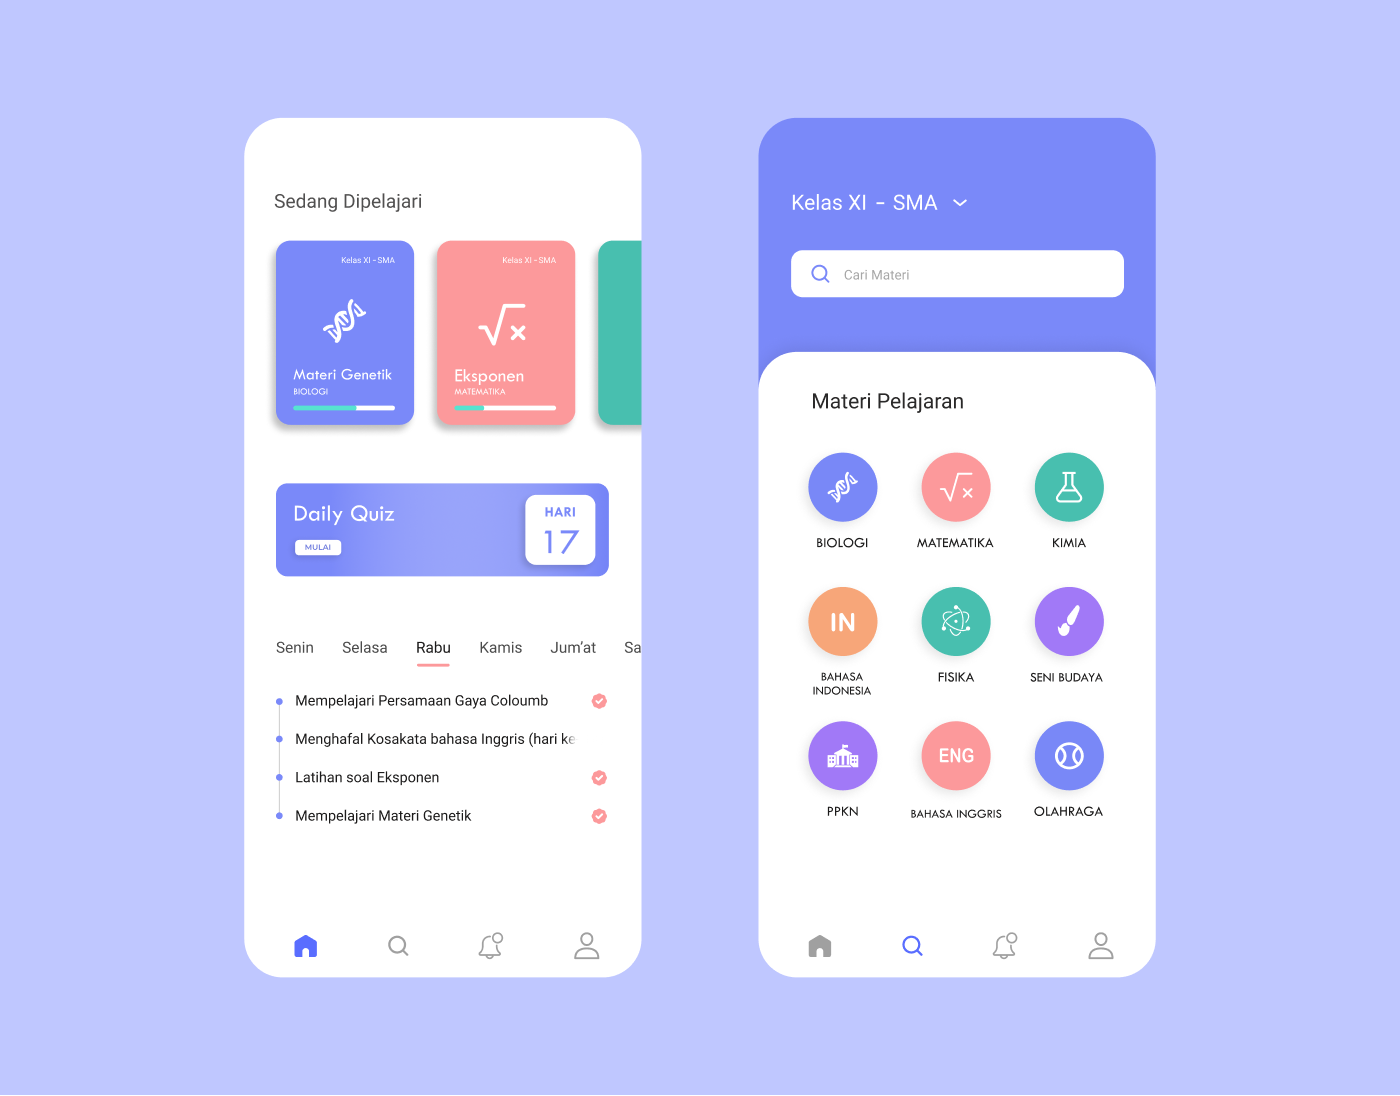 Sedang Dipelajari
Kelas XI - SMA
Materi Genetik
BIOLOGI
Kelas XI - SMA
Eksponen
MATEMATIKA
Daily Quiz
MULAI
HARI
17
Senin Selasa Rabu Kamis Jum'at Sa
Mempelajari Persamaan Gaya Coloumb
Menghafal Kosakata bahasa Inggris (hari ke
Latihan soal Eksponen
Mempelajari Materi Genetik
Kelas XI - SMA
Cari Materi
Materi Pelajaran
BIOLOGI
MATEMATIKA
KIMIA
IN
BAHASA
INDONESIA
FISIKA
SENI BUDAYA
PPKN
ENG
BAHASA INGGRIS
OLAHRAGA